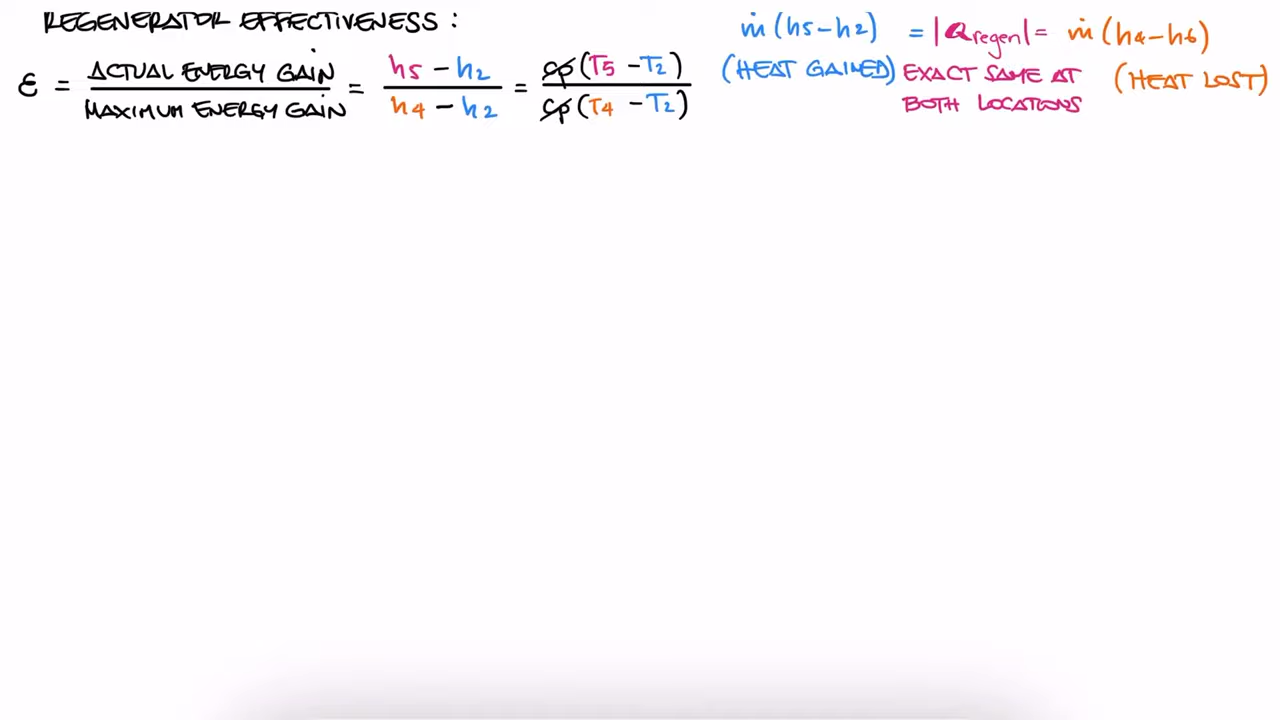 REGENERATOR EFFECTIVENESS:
ε = ACTUAL ENERGY GAIN / MAXIMUM ENERGY GAIN = h5 − h2 / h4 − h2 = cp(T5 − T2) / cp(T4 − T2)
ṁ(h5−h2) = |Qregen| = ṁ(h4−h6)
(HEAT GAINED) EXACT SAME AT BOTH LOCATIONS (HEAT LOST)